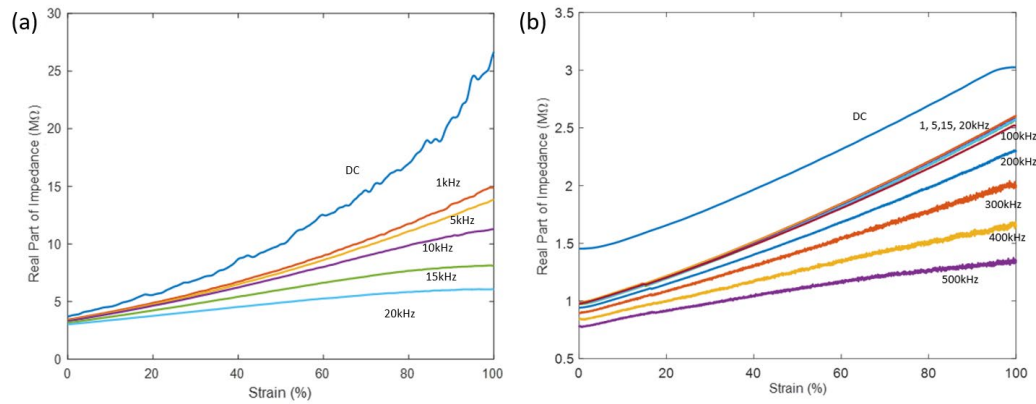 (a)
30
25
20
15
10
5
0
Real Part of Impedance (MΩ)
DC
1kHz
5kHz
10kHz
15kHz
20kHz
0 20 40 60 80 100
Strain (%)
(b)
3.5
3
2.5
2
1.5
1
0.5
Real Part of Impedance (MΩ)
DC
1, 5,15, 20kHz
100kHz
200kHz
300kHz
400kHz
500kHz
0 20 40 60 80 100
Strain (%)